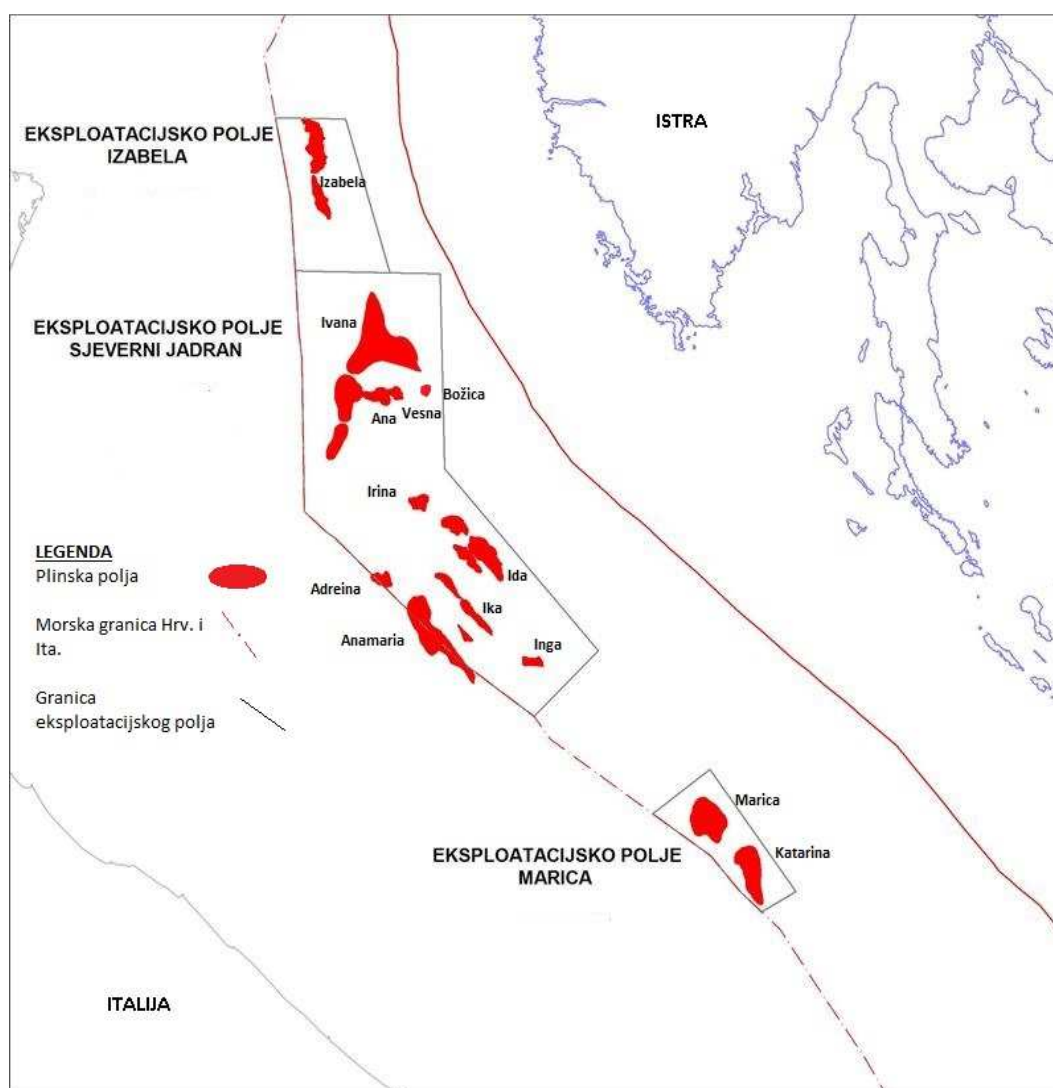 ISTRA
EKSPLOATACIJSKO POLJE
IZABELA
Izabela
EKSPLOATACIJSKO POLJE
SJEVERNI JADRAN
Ivana
Božica
Vesna
Ana
Irina
LEGENDA
Plinska polja
Adreina
Ida
Ika
Morska granica Hrv. i
Ita.
Anamaria
Inga
Granica
eksploatacijskog polja
Marica
Katarina
EKSPLOATACIJSKO POLJE
MARICA
ITALIJA